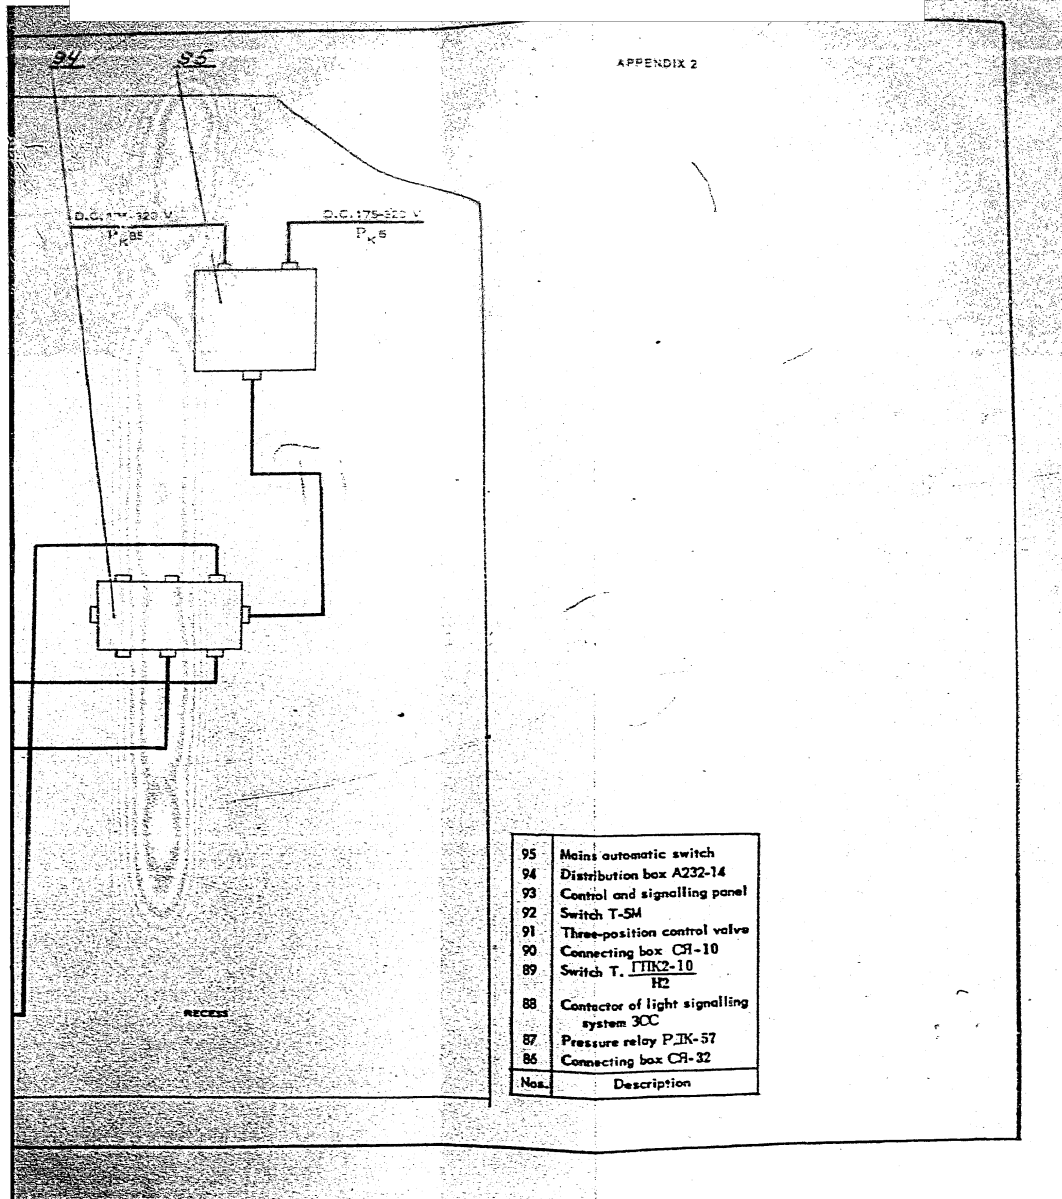 94 95
APPENDIX 2
D.C. 175-320 V
P K 5
95 Mains automatic switch
94 Distribution box A232-14
93 Control and signalling panel
92 Switch T-5M
91 Three-position control valve
90 Connecting box СЯ-10
89 Switch T. ГПК2-10
Н2
88 Contactor of light signalling
system 3CC
87 Pressure relay РДК-57
86 Connecting box СЯ-32
Nos. Description
RECESS